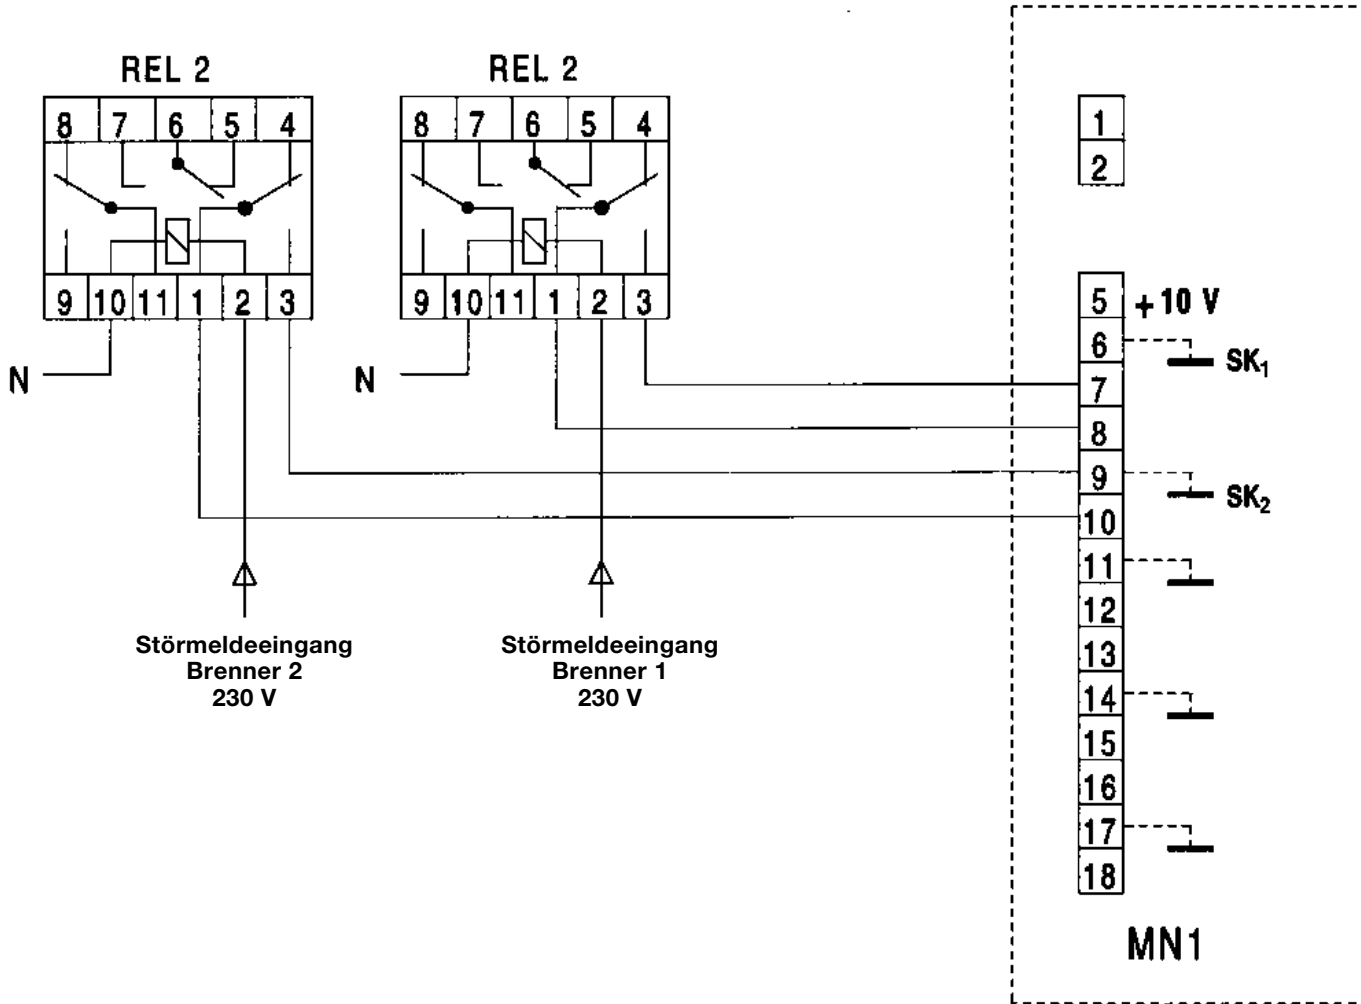 REL 2
8 7 6 5 4
9 10 11 1 2 3
N
REL 2
8 7 6 5 4
9 10 11 1 2 3
N
Störmeldeeingang
Brenner 2
230 V
Störmeldeeingang
Brenner 1
230 V
1
2
5 +10 V
6
SK₁
7
8
9
SK₂
10
11
12
13
14
15
16
17
18
MN1